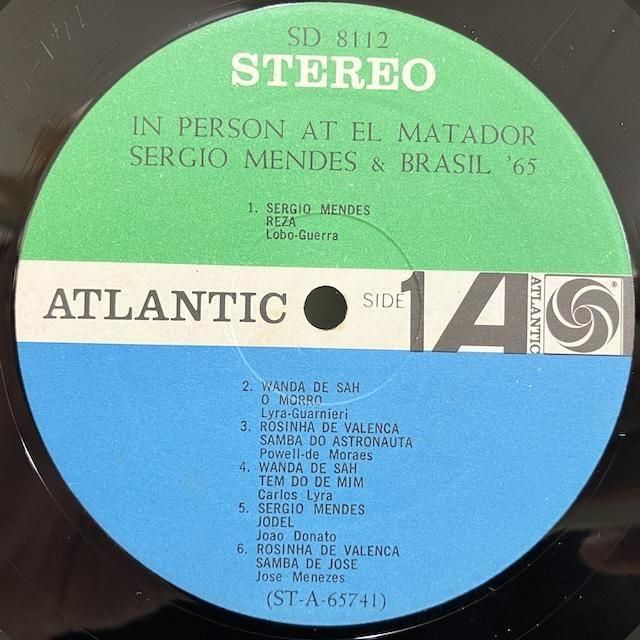 SD 8112
STEREO
IN PERSON AT EL MATADOR
SERGIO MENDES & BRASIL '65
1. SERGIO MENDES
REZA
Lobo-Guerra
ATLANTIC SIDE 1 A ATLANTIC ®
2. WANDA DE SAH
O MORRO
Lyra-Guarnieri
3. ROSINHA DE VALENCA
SAMBA DO ASTRONAUTA
Powell-de Moraes
4. WANDA DE SAH
TEM DO DE MIM
Carlos Lyra
5. SERGIO MENDES
JODEL
Joao Donato
6. ROSINHA DE VALENCA
SAMBA DE JOSE
Jose Menezes
(ST-A-65741)